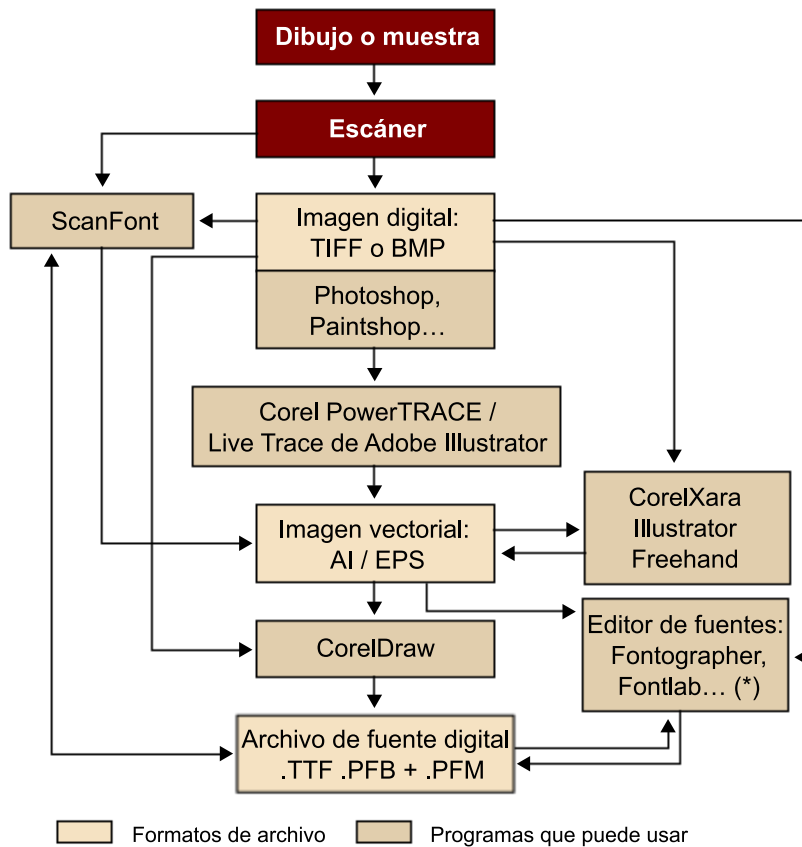 Dibujo o muestra
Escáner
ScanFont
Imagen digital:
TIFF o BMP
Photoshop,
Paintshop…
Corel PowerTRACE /
Live Trace de Adobe Illustrator
Imagen vectorial:
AI / EPS
CorelXara
Illustrator
Freehand
CorelDraw
Editor de fuentes:
Fontographer,
Fontlab… (*)
Archivo de fuente digital
.TTF .PFB + .PFM
Formatos de archivo
Programas que puede usar